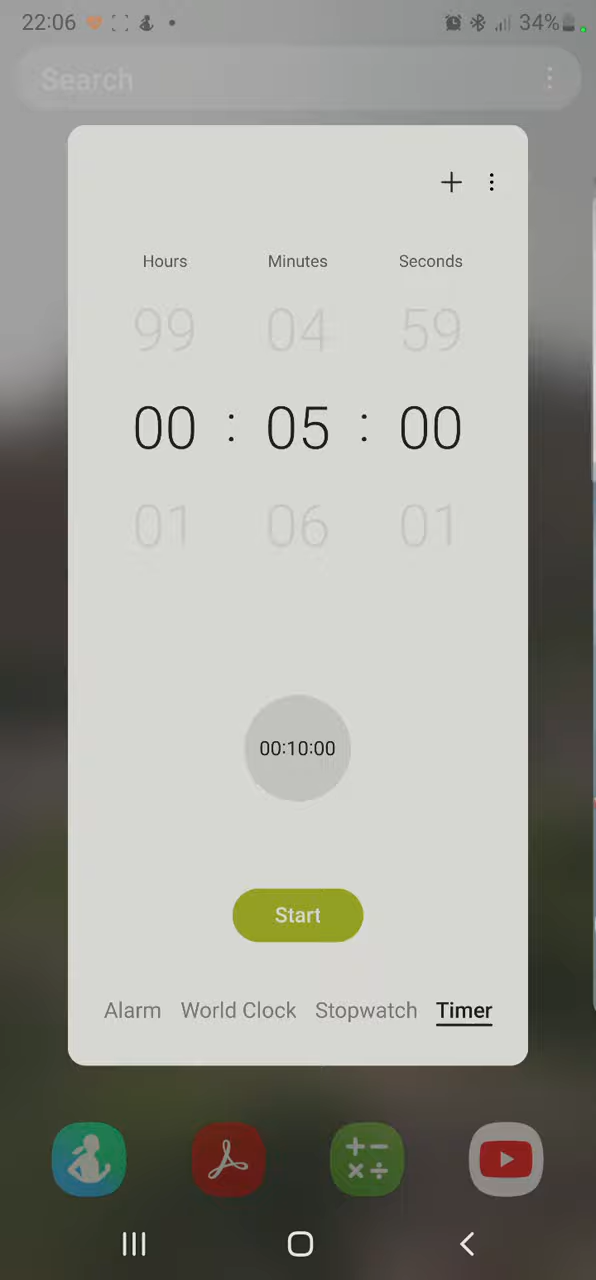 22:06 34%
Search
Hours Minutes Seconds
99 04 59
00 : 05 : 00
01 06 01
00:10:00
Start
Alarm World Clock Stopwatch Timer